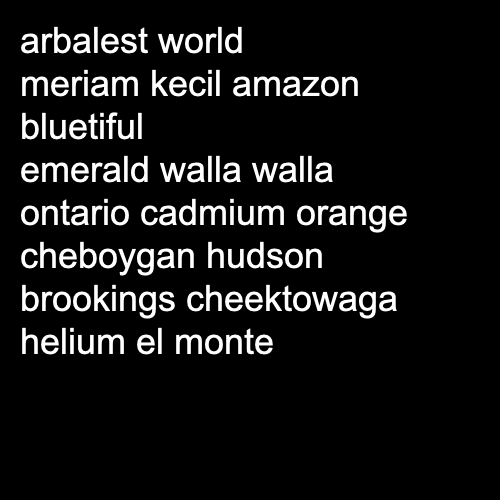 arbalest world
meriam kecil amazon
bluetiful
emerald walla walla
ontario cadmium orange
cheboygan hudson
brookings cheektowaga
helium el monte